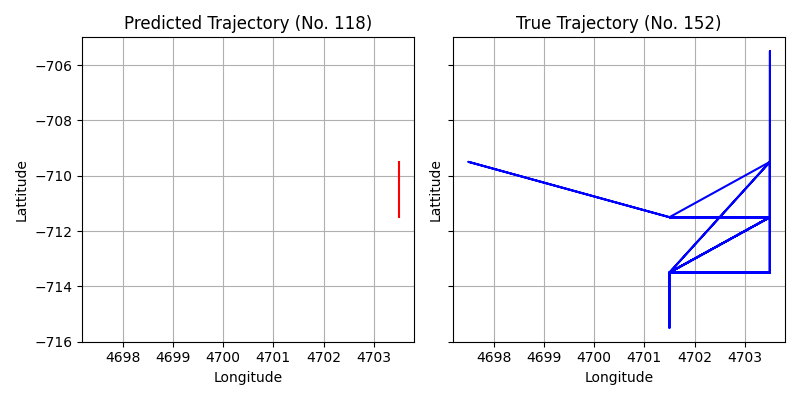 Predicted Trajectory (No. 118)
True Trajectory (No. 152)
Lattitude
−706
−708
−710
−712
−714
−716
4698 4699 4700 4701 4702 4703
Longitude
Lattitude
4698 4699 4700 4701 4702 4703
Longitude